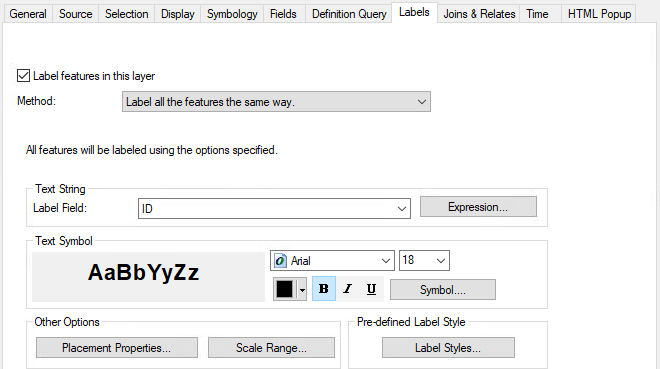 General Source Selection Display Symbology Fields Definition Query Labels Joins & Relates Time HTML Popup
Label features in this layer
Method: Label all the features the same way.
All features will be labeled using the options specified.
Text String
Label Field: ID Expression...
Text Symbol
AaBbYyZz
Arial 18
B I U Symbol....
Other Options
Placement Properties... Scale Range...
Pre-defined Label Style
Label Styles...